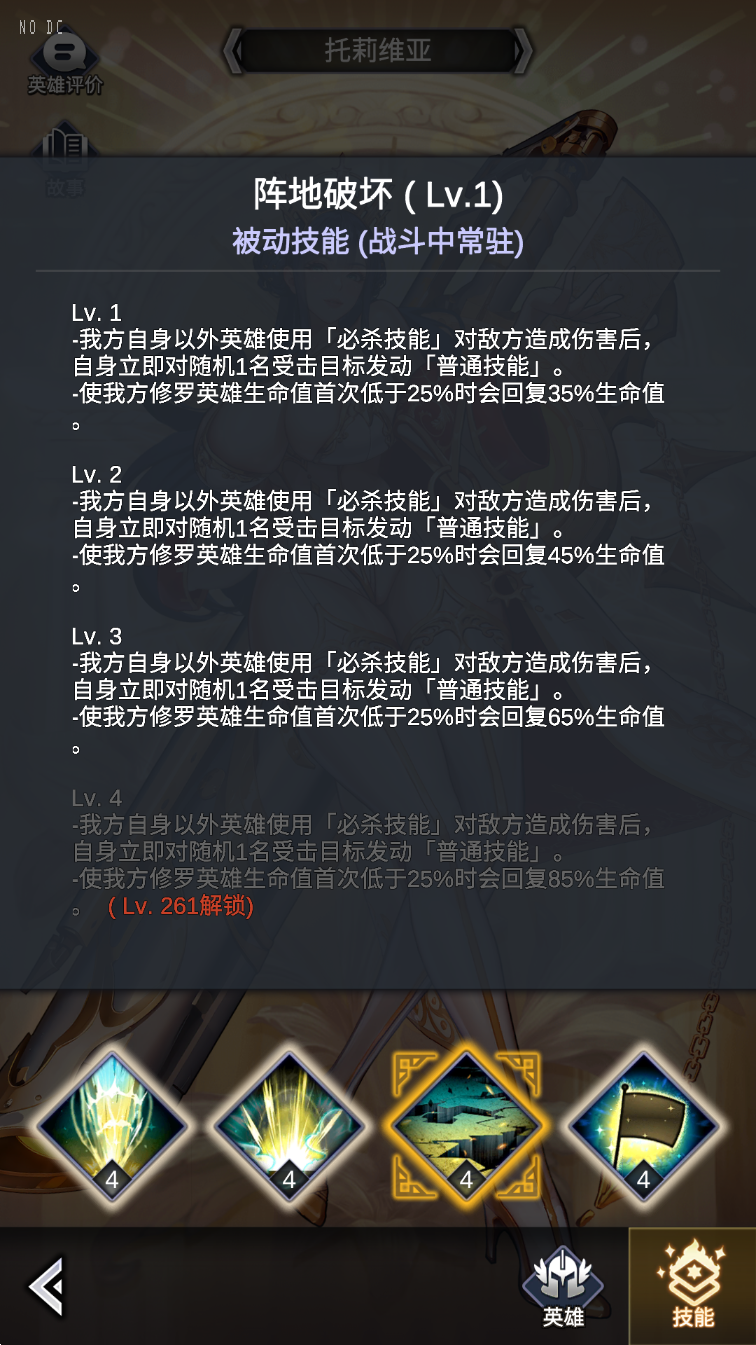 NO DC
托莉维亚
英雄评价
故事
阵地破坏 ( Lv.1)
被动技能 (战斗中常驻)
Lv. 1
-我方自身以外英雄使用「必杀技能」对敌方造成伤害后，
自身立即对随机1名受击目标发动「普通技能」。
-使我方修罗英雄生命值首次低于25%时会回复35%生命值
。
Lv. 2
-我方自身以外英雄使用「必杀技能」对敌方造成伤害后，
自身立即对随机1名受击目标发动「普通技能」。
-使我方修罗英雄生命值首次低于25%时会回复45%生命值
。
Lv. 3
-我方自身以外英雄使用「必杀技能」对敌方造成伤害后，
自身立即对随机1名受击目标发动「普通技能」。
-使我方修罗英雄生命值首次低于25%时会回复65%生命值
。
Lv. 4
-我方自身以外英雄使用「必杀技能」对敌方造成伤害后，
自身立即对随机1名受击目标发动「普通技能」。
-使我方修罗英雄生命值首次低于25%时会回复85%生命值
。 ( Lv. 261解锁)
4 4 4 4
英雄 技能